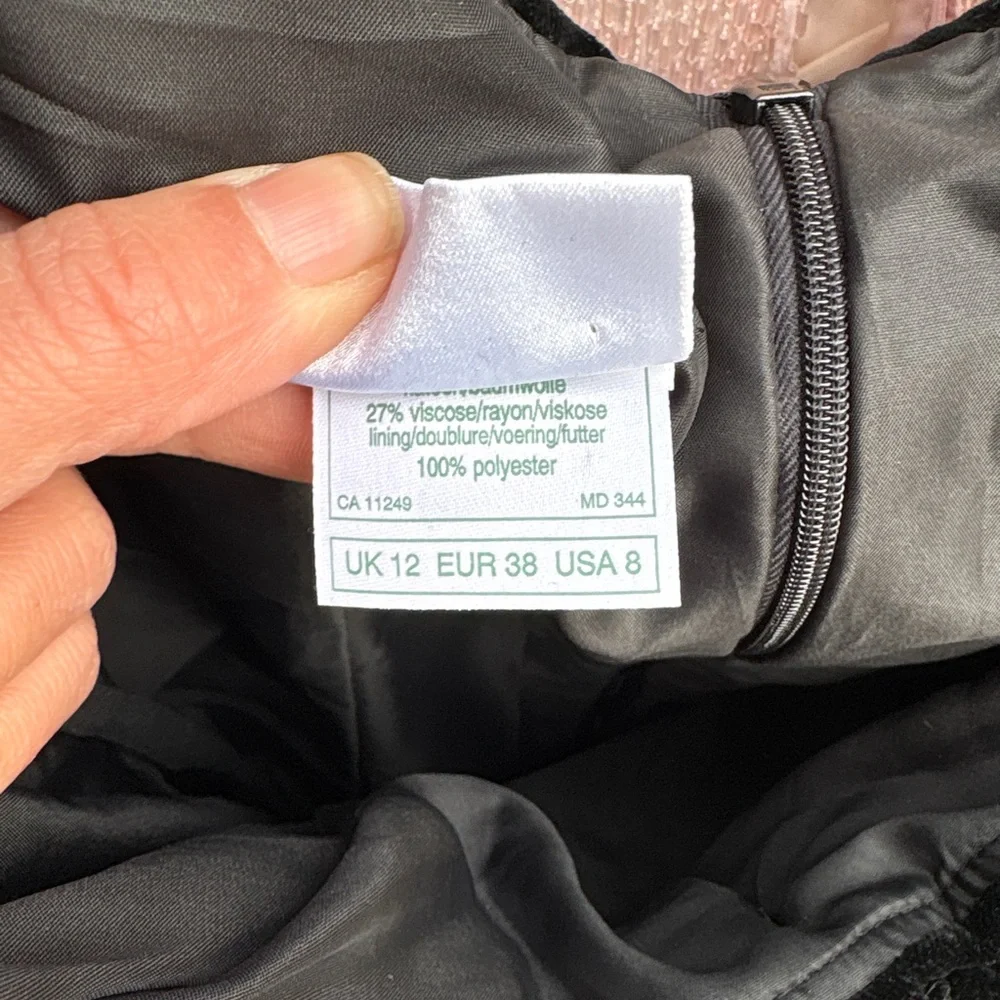 27% viscose/rayon/viskose
lining/doublure/voering/futter
100% polyester
CA 11249 MD 344
UK 12 EUR 38 USA 8